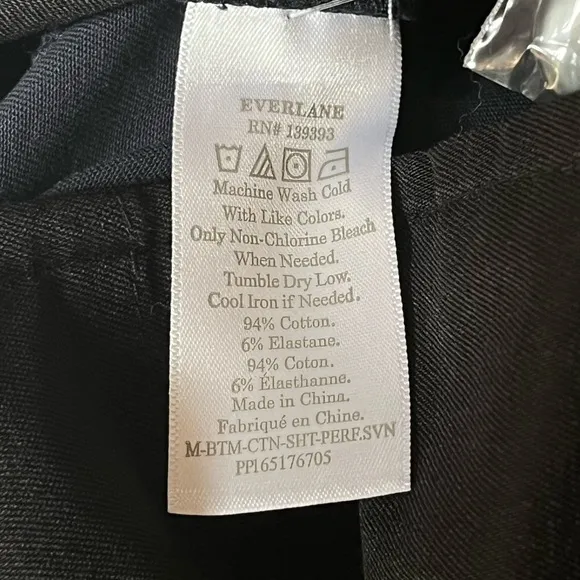 EVERLANE
RN# 139393
Machine Wash Cold
With Like Colors.
Only Non-Chlorine Bleach
When Needed.
Tumble Dry Low.
Cool Iron if Needed.
94% Cotton.
6% Elastane.
94% Coton.
6% Élasthanne.
Made in China.
Fabriqué en Chine.
M-BTM-CTN-SHT-PERF.SVN
PP165176705